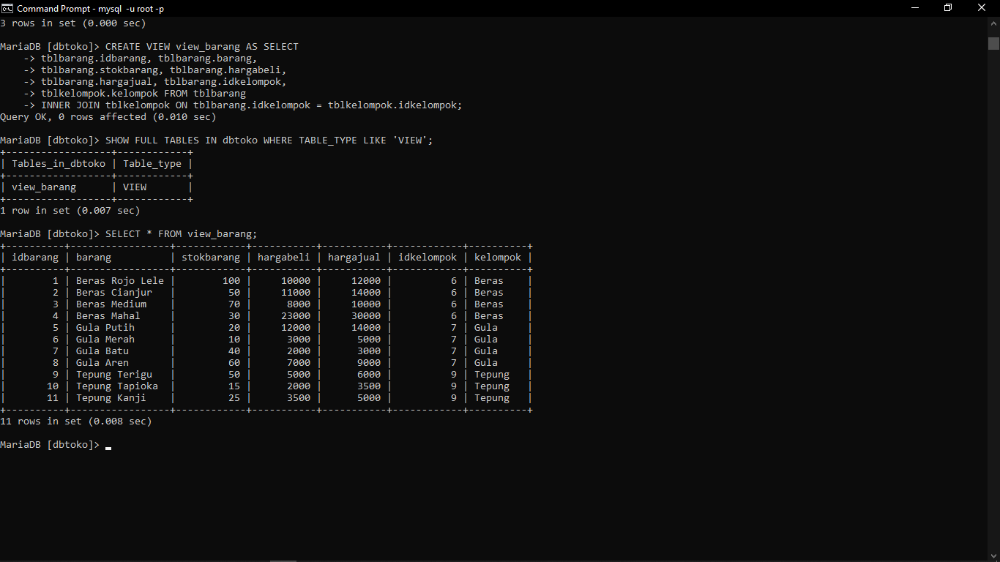 Command Prompt - mysql  -u root -p
3 rows in set (0.000 sec)

MariaDB [dbtoko]> CREATE VIEW view_barang AS SELECT
    -> tblbarang.idbarang, tblbarang.barang,
    -> tblbarang.stokbarang, tblbarang.hargabeli,
    -> tblbarang.hargajual, tblbarang.idkelompok,
    -> tblkelompok.kelompok FROM tblbarang
    -> INNER JOIN tblkelompok ON tblbarang.idkelompok = tblkelompok.idkelompok;
Query OK, 0 rows affected (0.010 sec)

MariaDB [dbtoko]> SHOW FULL TABLES IN dbtoko WHERE TABLE_TYPE LIKE 'VIEW';
+------------------+------------+
| Tables_in_dbtoko | Table_type |
+------------------+------------+
| view_barang      | VIEW       |
+------------------+------------+
1 row in set (0.007 sec)

MariaDB [dbtoko]> SELECT * FROM view_barang;
+----------+-----------------+------------+-----------+-----------+------------+----------+
| idbarang | barang          | stokbarang | hargabeli | hargajual | idkelompok | kelompok |
+----------+-----------------+------------+-----------+-----------+------------+----------+
|        1 | Beras Rojo Lele |        100 |     10000 |     12000 |          6 | Beras    |
|        2 | Beras Cianjur   |         50 |     11000 |     14000 |          6 | Beras    |
|        3 | Beras Medium    |         70 |      8000 |     10000 |          6 | Beras    |
|        4 | Beras Mahal     |         30 |     23000 |     30000 |          6 | Beras    |
|        5 | Gula Putih      |         20 |     12000 |     14000 |          7 | Gula     |
|        6 | Gula Merah      |         10 |      3000 |      5000 |          7 | Gula     |
|        7 | Gula Batu       |         40 |      2000 |      3000 |          7 | Gula     |
|        8 | Gula Aren       |         60 |      7000 |      9000 |          7 | Gula     |
|        9 | Tepung Terigu   |         50 |      5000 |      6000 |          9 | Tepung   |
|       10 | Tepung Tapioka  |         15 |      2000 |      3500 |          9 | Tepung   |
|       11 | Tepung Kanji    |         25 |      3500 |      5000 |          9 | Tepung   |
+----------+-----------------+------------+-----------+-----------+------------+----------+
11 rows in set (0.008 sec)

MariaDB [dbtoko]> _